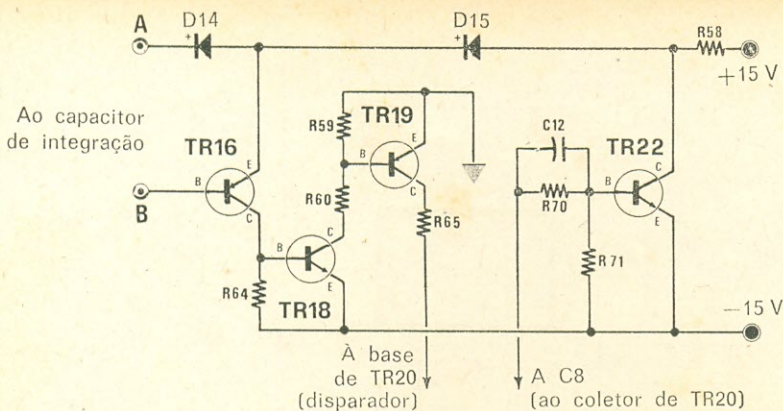 A
D14
+
D15
+
R58
+15 V
Ao capacitor
de integração
R59
TR19
C12
TR22
TR16
E
B
C
E
B
C
B
C
E
R60
R65
R70
B
R71
R64
B
C
E
TR18
−15 V
À base
de TR20
(disparador)
A C8
(ao coletor de TR20)